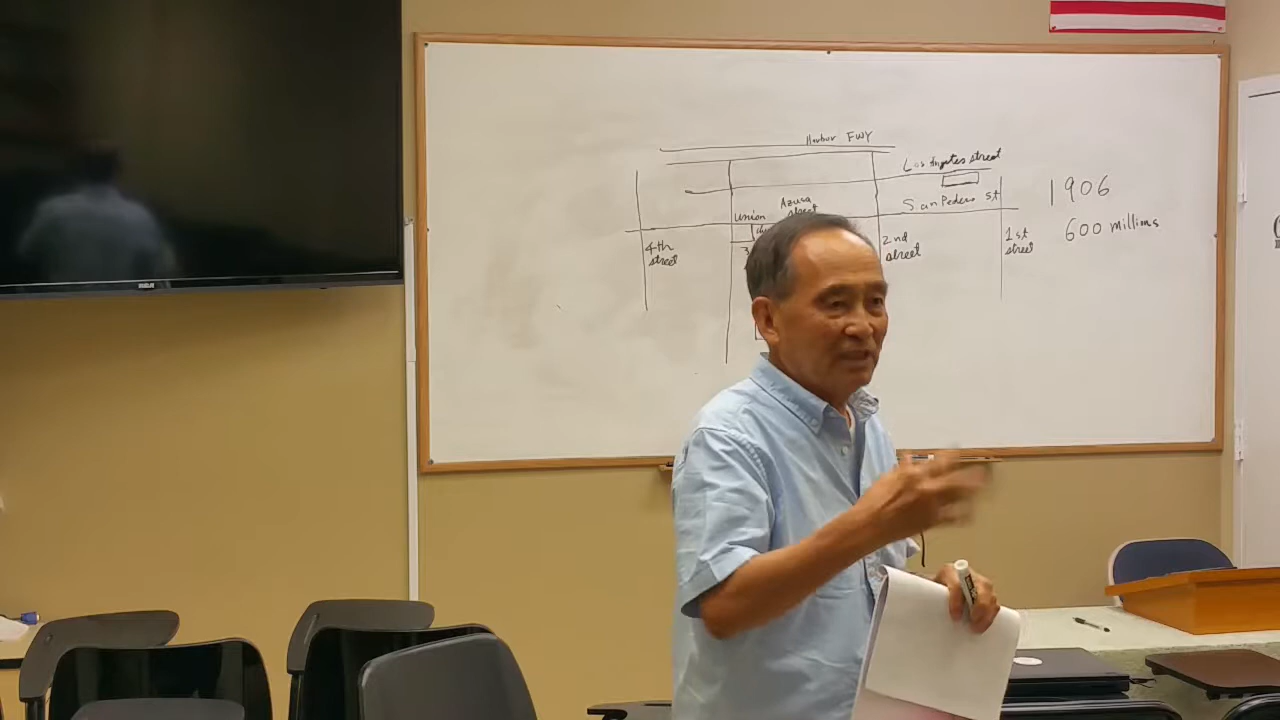 Harbor FWY
Los Angeles street
1906
Azusa
street
San Pedero st
Union
600 millions
4th
street
2nd
street
1st
street